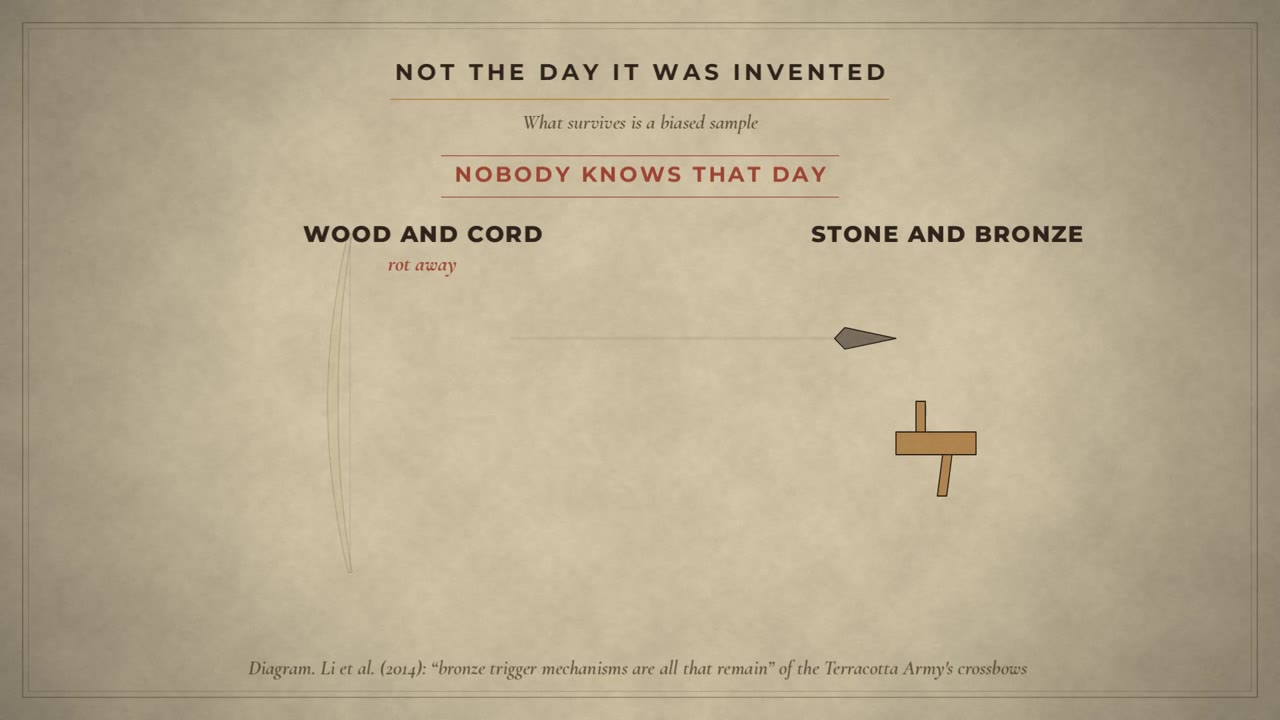 NOT THE DAY IT WAS INVENTED
What survives is a biased sample
NOBODY KNOWS THAT DAY
WOOD AND CORD
rot away
STONE AND BRONZE
Diagram. Li et al. (2014): “bronze trigger mechanisms are all that remain” of the Terracotta Army's crossbows